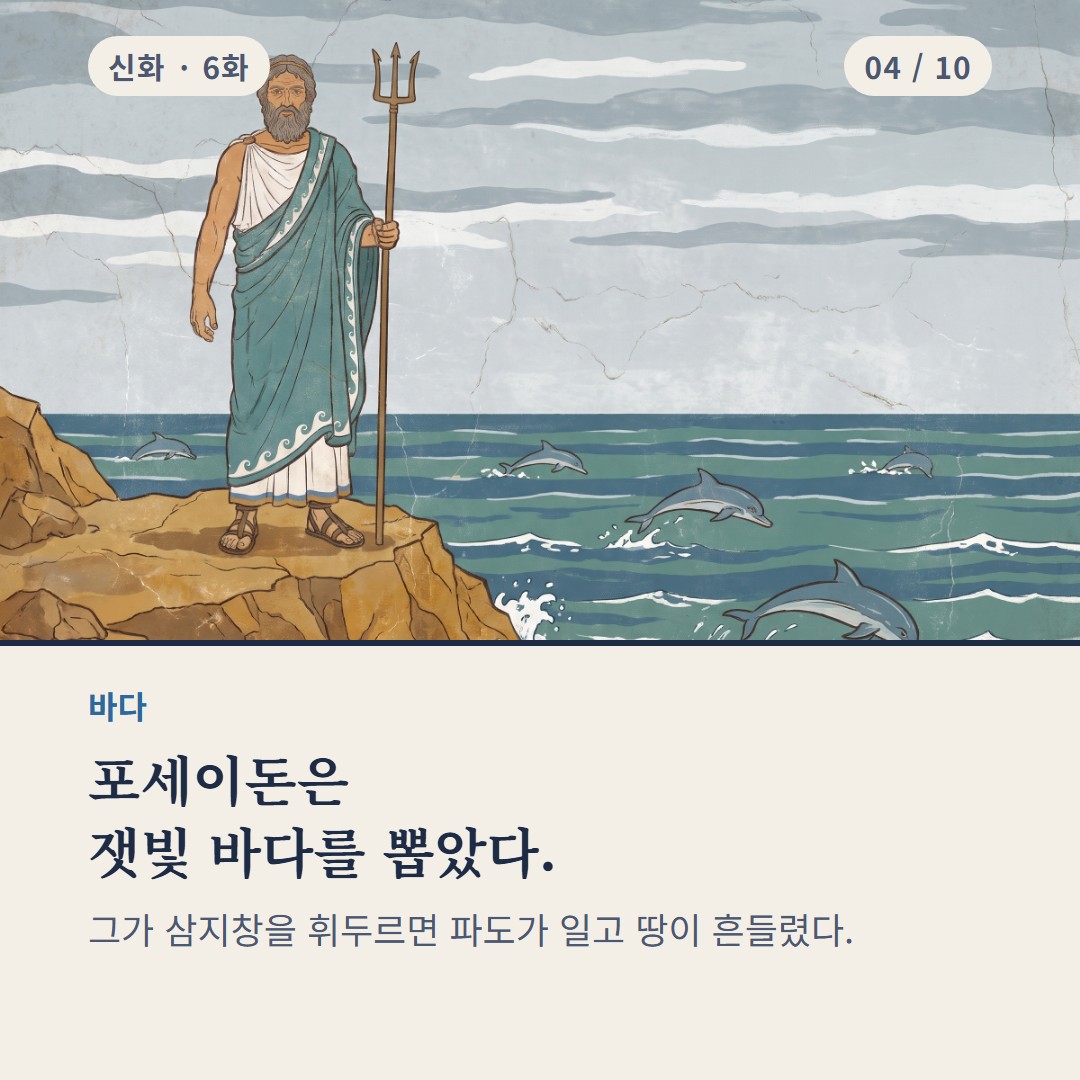 신화 · 6화
04 / 10
바다
포세이돈은
잿빛 바다를 뽑았다.
그가 삼지창을 휘두르면 파도가 일고 땅이 흔들렸다.